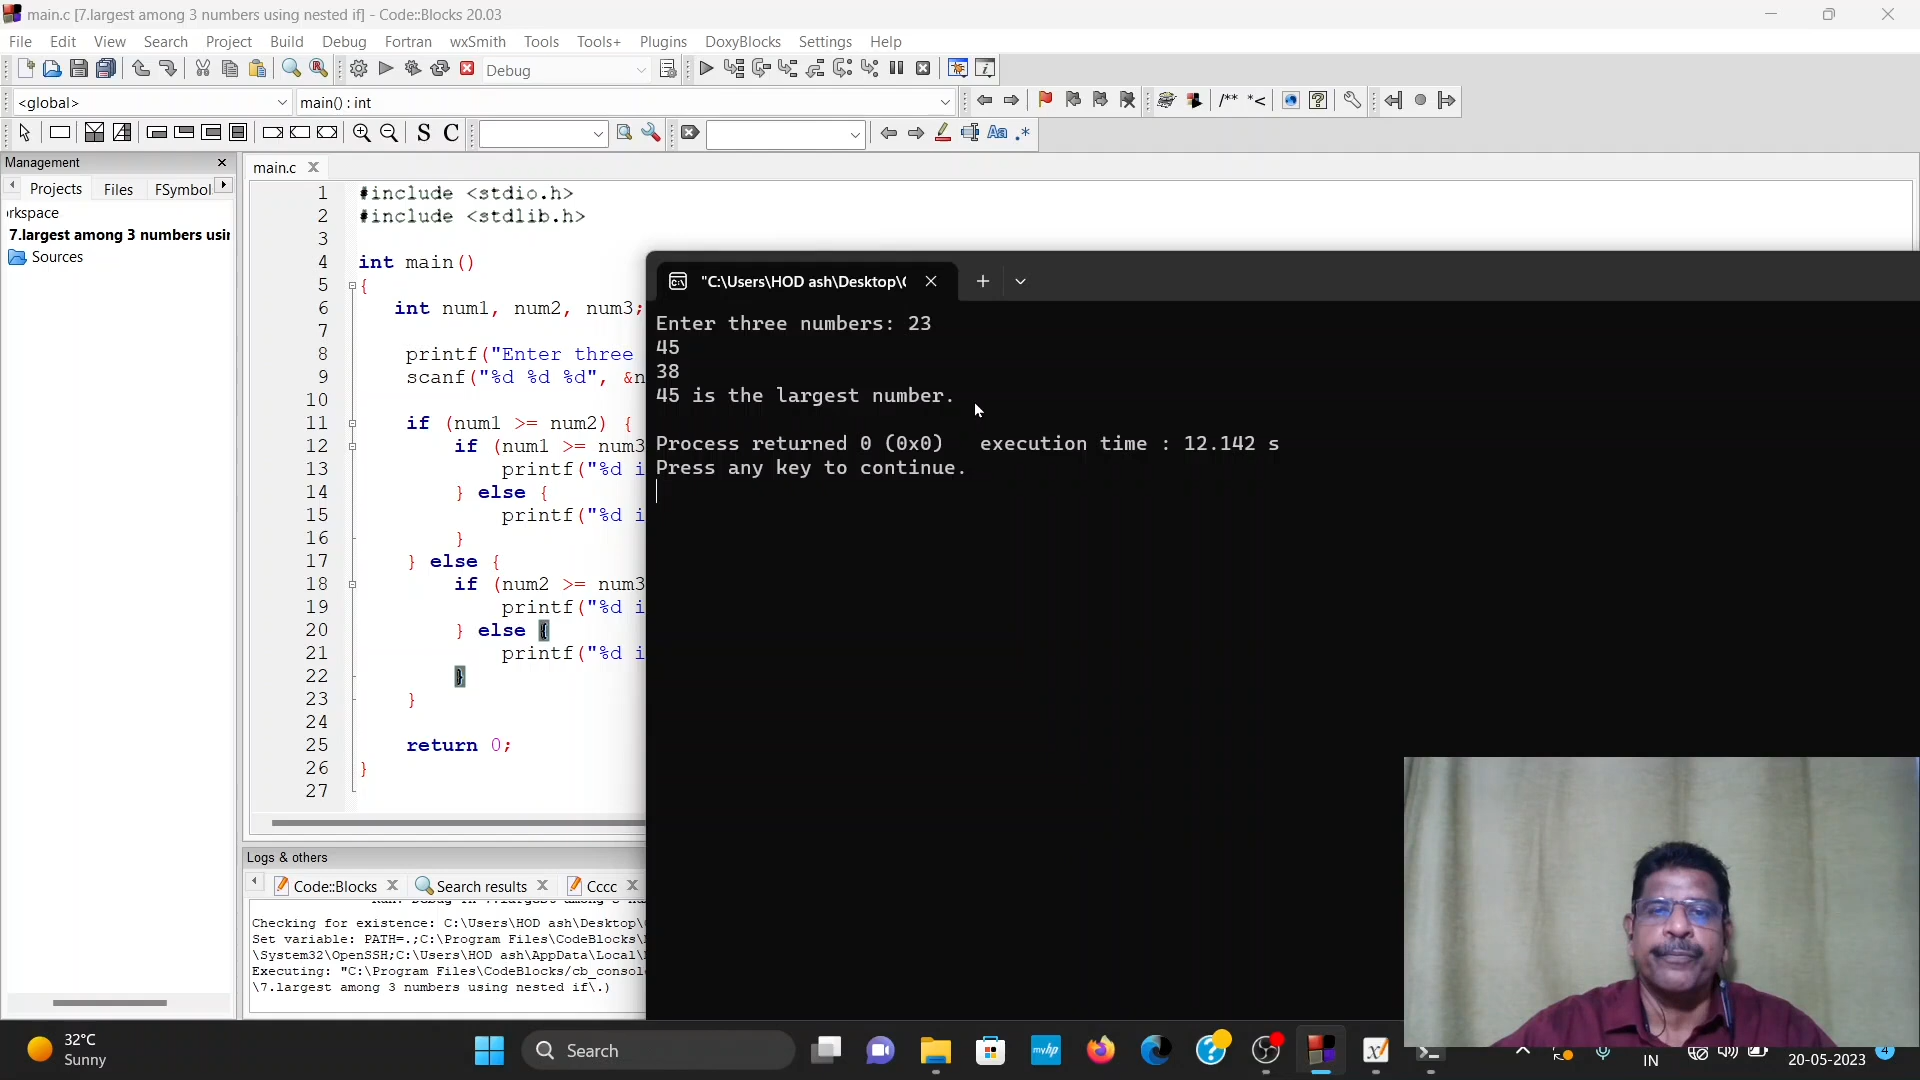 main.c [7.largest among 3 numbers using nested if] - Code::Blocks 20.03
File Edit View Search Project Build Debug Fortran wxSmith Tools Tools+ Plugins DoxyBlocks Settings Help
Debug
<global>
main() : int
/** *<
S C
Aa .*
Management
Projects Files FSymbol
rkspace
7.largest among 3 numbers usin
Sources
main.c
1 #include <stdio.h>
2 #include <stdlib.h>
3
4 int main()
5 {
6 int num1, num2, num3;
7
8 printf("Enter three
9 scanf("%d %d %d", &n
10
11 if (num1 >= num2) {
12 if (num1 >= num3
13 printf("%d i
14 } else {
15 printf("%d i
16 }
17 } else {
18 if (num2 >= num3
19 printf("%d i
20 } else {
21 printf("%d i
22 }
23 }
24
25 return 0;
26 }
27
"C:\Users\HOD ash\Desktop\C
Enter three numbers: 23
45
38
45 is the largest number.
Process returned 0 (0x0) execution time : 12.142 s
Press any key to continue.
Logs & others
Code::Blocks Search results Cccc
Checking for existence: C:\Users\HOD ash\Desktop\
Set variable: PATH=.;C:\Program Files\CodeBlocks\
\System32\OpenSSH;C:\Users\HOD ash\AppData\Local\
Executing: "C:\Program Files\CodeBlocks/cb_consol
\7.largest among 3 numbers using nested if\.)
32°C
Sunny
Search
myhp
IN
20-05-2023
4